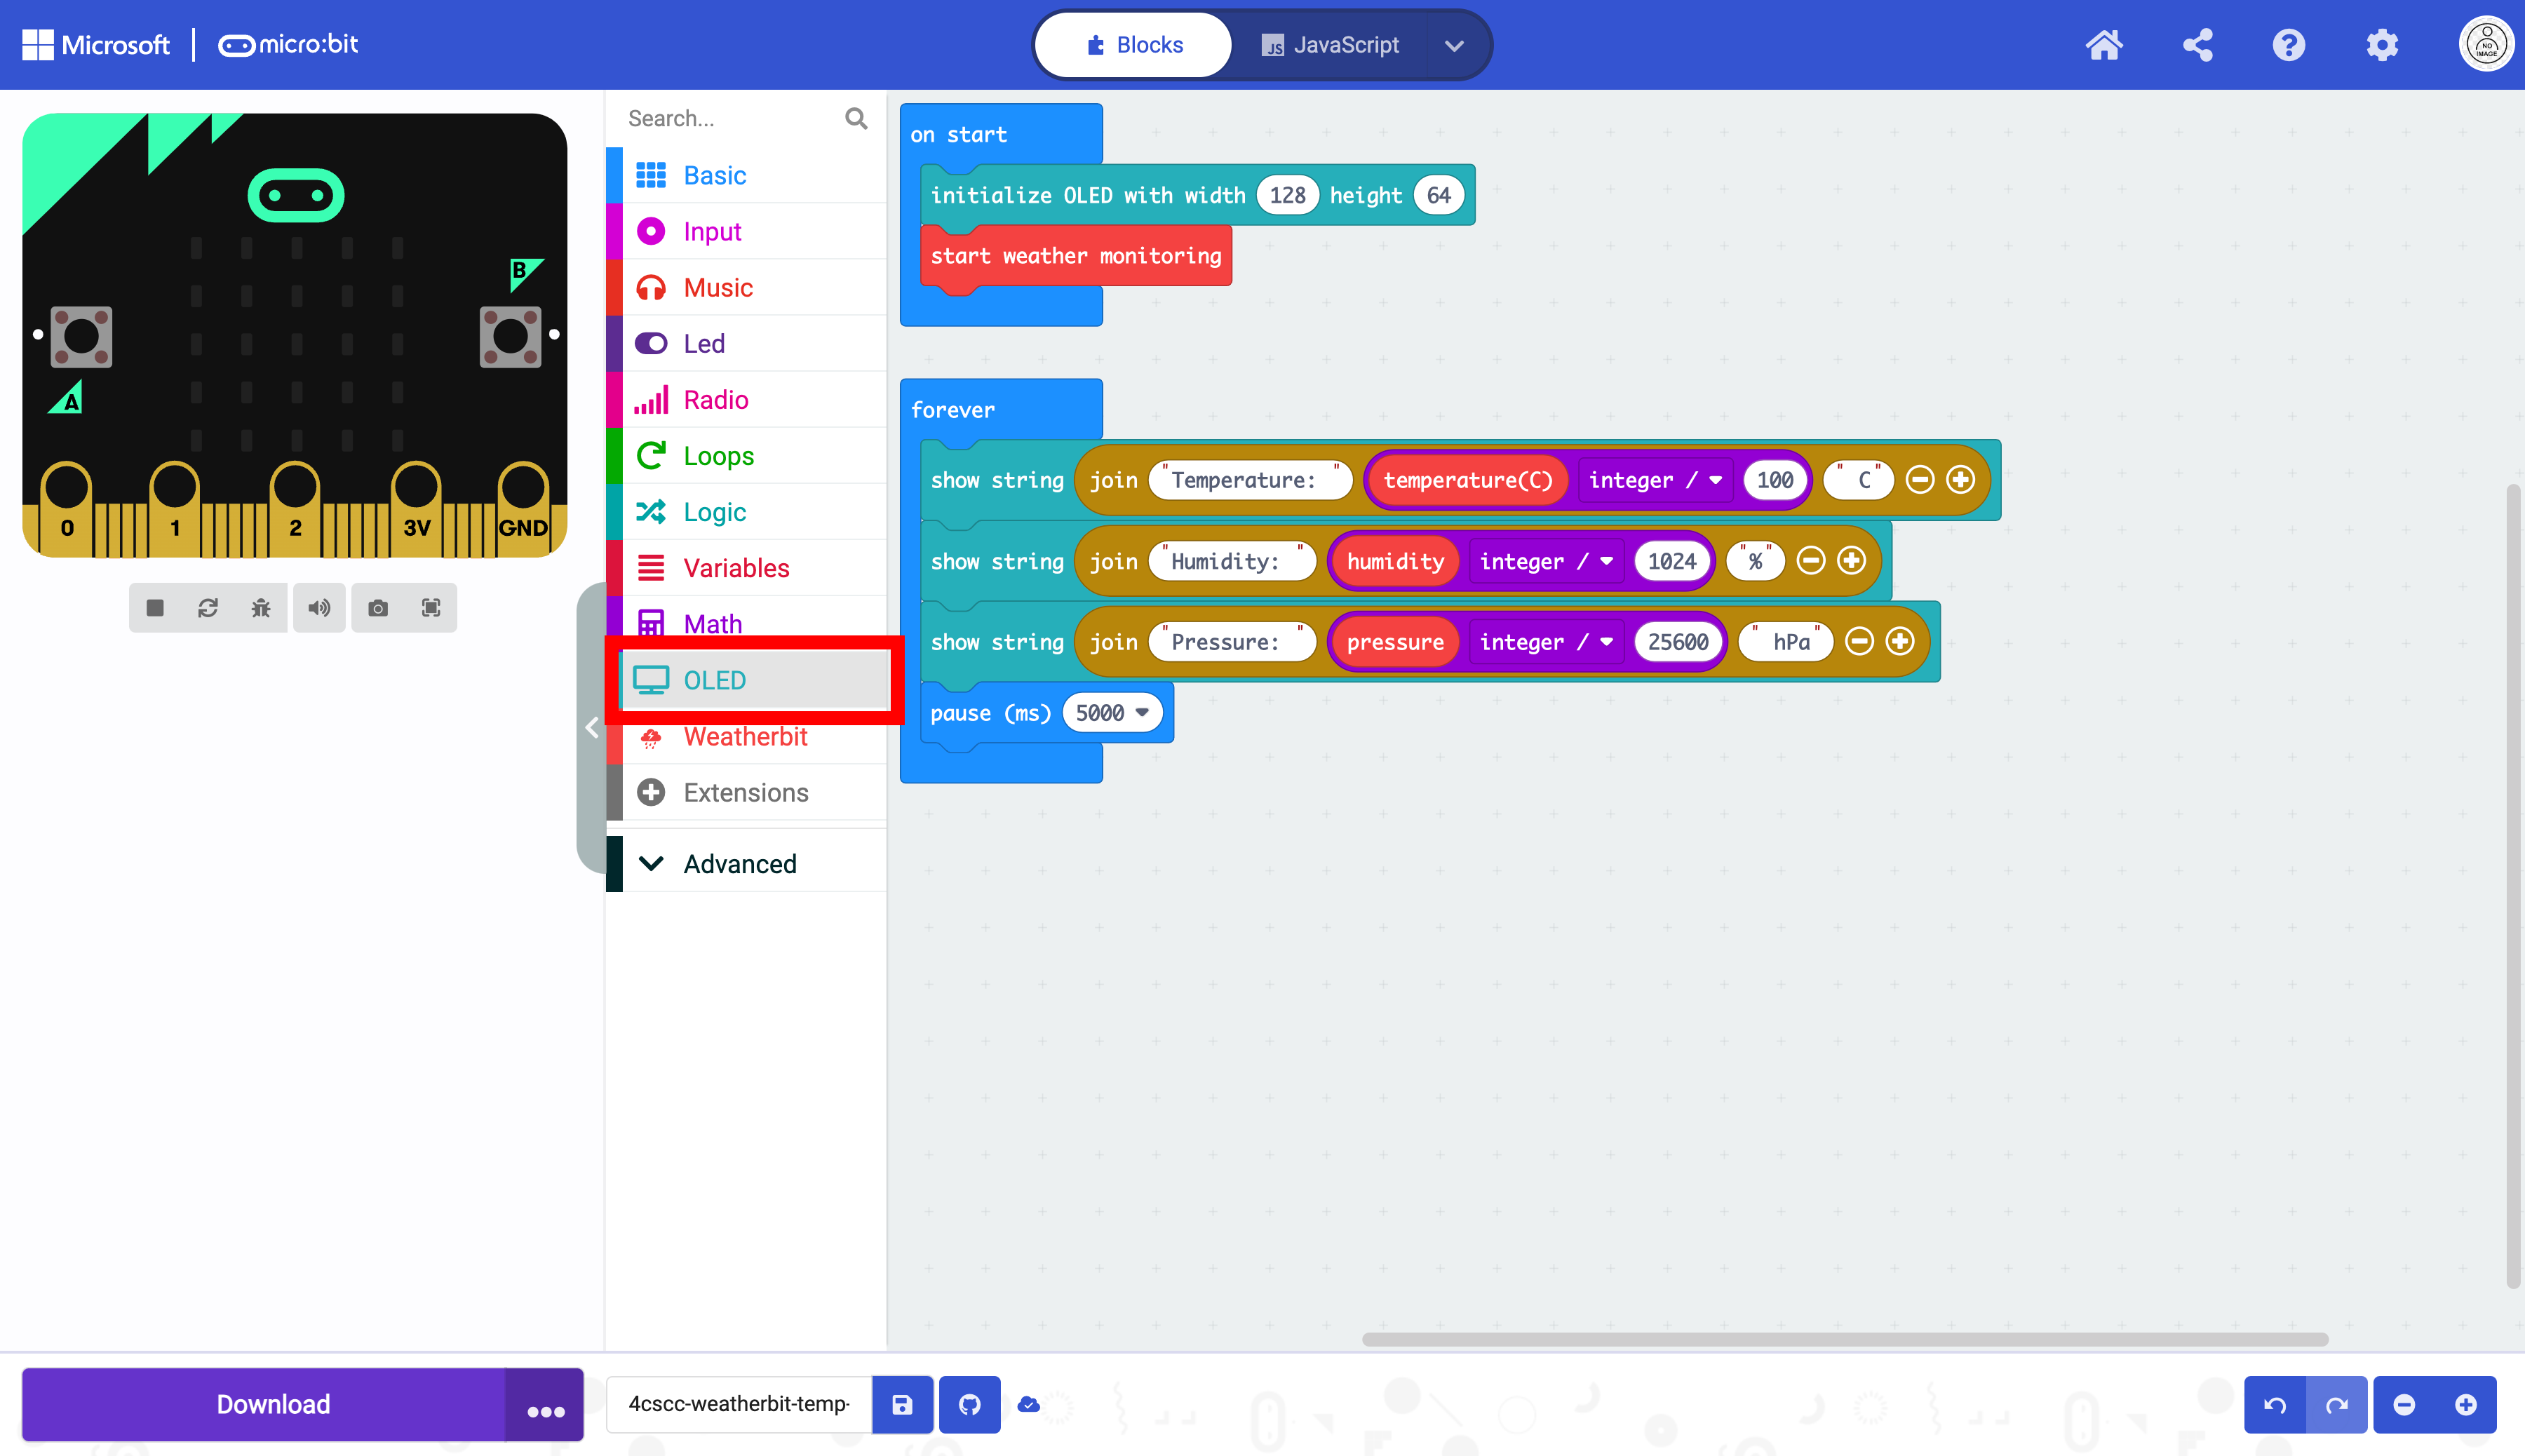 Microsoft micro:bit Blocks JS JavaScript NO IMAGE
Search...
Basic
Input
Music
Led
Radio
Loops
Logic
Variables
Math
OLED
Weatherbit
Extensions
Advanced
B
A
0 1 2 3V GND
on start
initialize OLED with width 128 height 64
start weather monitoring
forever
show string join "Temperature: " temperature(C) integer / 100 " C"
show string join "Humidity: " humidity integer / 1024 "%"
show string join "Pressure: " pressure integer / 25600 " hPa"
pause (ms) 5000
Download ••• 4cscc-weatherbit-temp-